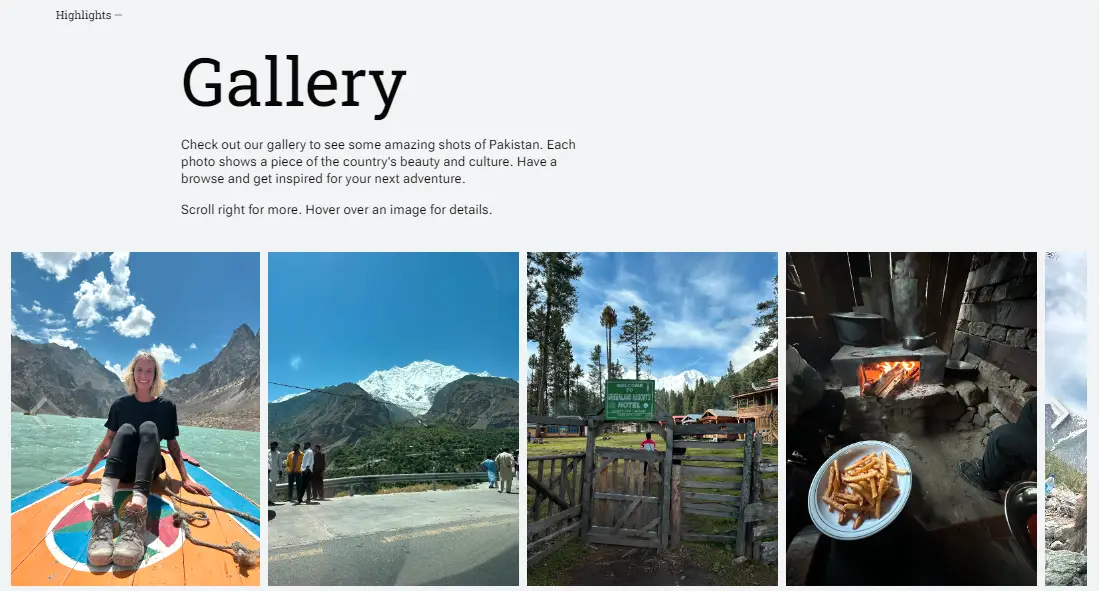 Highlights —
Gallery
Check out our gallery to see some amazing shots of Pakistan. Each
photo shows a piece of the country's beauty and culture. Have a
browse and get inspired for your next adventure.
Scroll right for more. Hover over an image for details.
WELCOME
TO
GREENLAND RESORTS
HOTEL